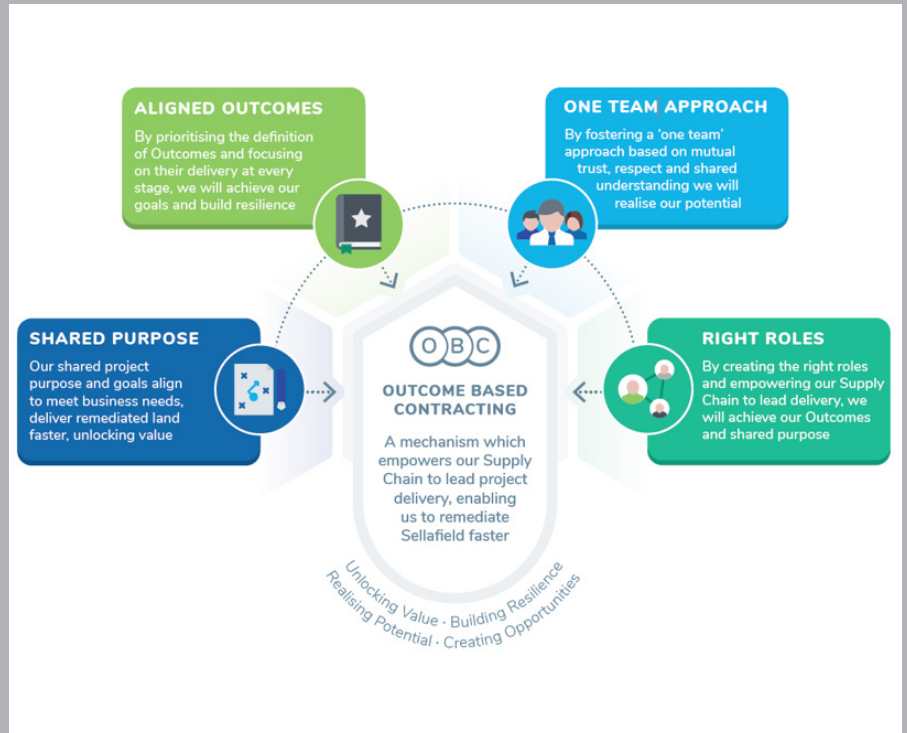 ALIGNED OUTCOMES
By prioritising the definition
of Outcomes and focusing
on their delivery at every
stage, we will achieve our
goals and build resilience
ONE TEAM APPROACH
By fostering a ‘one team’
approach based on mutual
trust, respect and shared
understanding we will
realise our potential
SHARED PURPOSE
Our shared project
purpose and goals align
to meet business needs,
deliver remediated land
faster, unlocking value
RIGHT ROLES
By creating the right roles
and empowering our Supply
Chain to lead delivery, we
will achieve our Outcomes
and shared purpose
OBC
OUTCOME BASED
CONTRACTING
A mechanism which
empowers our Supply
Chain to lead project
delivery, enabling
us to remediate
Sellafield faster
Unlocking Value · Building Resilience
Realising Potential · Creating Opportunities